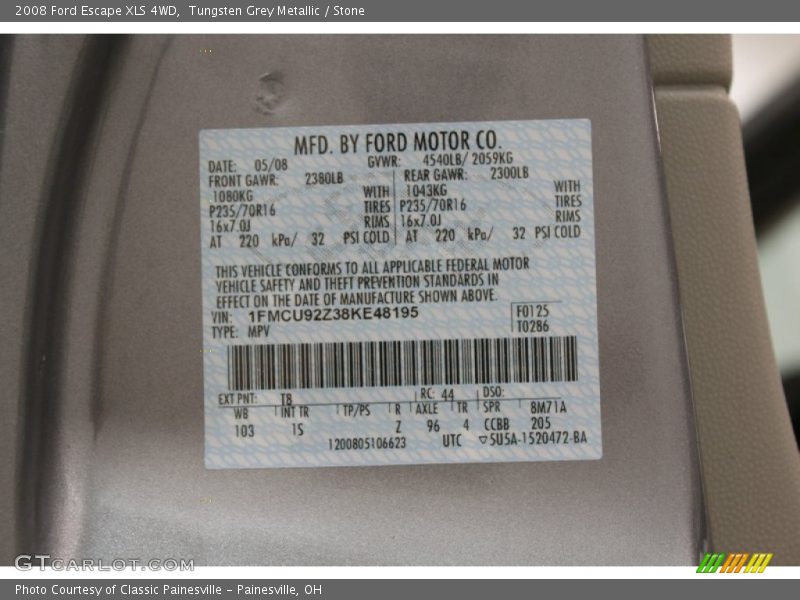 2008 Ford Escape XLS 4WD, Tungsten Grey Metallic / Stone
MFD. BY FORD MOTOR CO.
DATE: 05/08 GVWR: 4540LB/ 2059KG
FRONT GAWR: 2380LB REAR GAWR: 2300LB
1080KG WITH 1043KG WITH
P235/70R16 TIRES P235/70R16 TIRES
16x7.0J RIMS 16x7.0J RIMS
AT 220 kPa/ 32 PSI COLD AT 220 kPa/ 32 PSI COLD
THIS VEHICLE CONFORMS TO ALL APPLICABLE FEDERAL MOTOR
VEHICLE SAFETY AND THEFT PREVENTION STANDARDS IN
EFFECT ON THE DATE OF MANUFACTURE SHOWN ABOVE.
VIN: 1FMCU92Z38KE48195 F0125
TYPE: MPV T0286
EXT PNT: T8 RC: 44 DSO:
WB INT TR TP/PS R AXLE TR SPR 8M71A
103 1S Z 96 4 CCBB 205
1200805106623 UTC ▽5U5A-1520472-BA
GTCARLOT.COM
Photo Courtesy of Classic Painesville - Painesville, OH